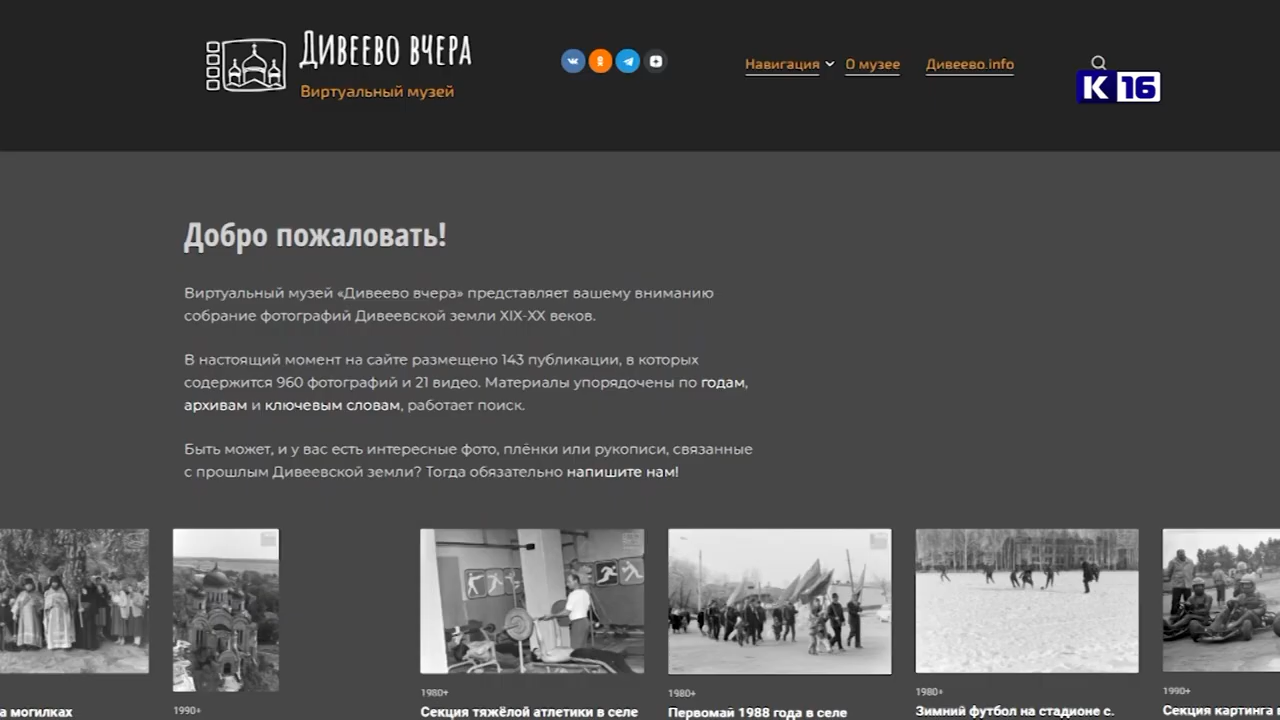 Дивеево вчера
Виртуальный музей
Навигация
О музее
Дивеево.info
К 16
Добро пожаловать!
Виртуальный музей «Дивеево вчера» представляет вашему вниманию
собрание фотографий Дивеевской земли XIX-XX веков.
В настоящий момент на сайте размещено 143 публикации, в которых
содержится 960 фотографий и 21 видео. Материалы упорядочены по годам,
архивам и ключевым словам, работает поиск.
Быть может, и у вас есть интересные фото, плёнки или рукописи, связанные
с прошлым Дивеевской земли? Тогда обязательно напишите нам!
1990+
1980+
1980+
1980+
1990+
а могилках
Секция тяжёлой атлетики в селе
Первомай 1988 года в селе
Зимний футбол на стадионе с.
Секция картинга в